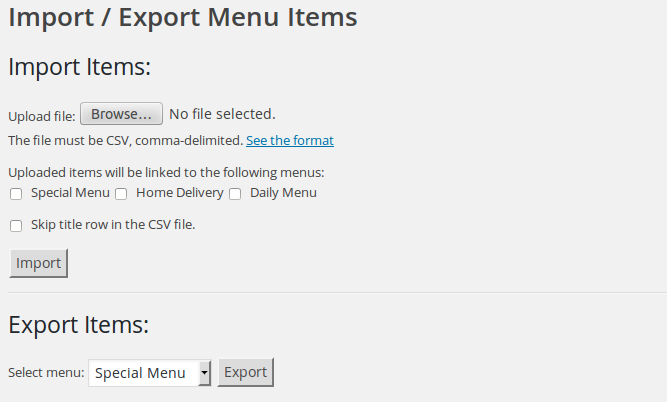 Import / Export Menu Items
Import Items:
Upload file: Browse... No file selected.
The file must be CSV, comma-delimited. See the format
Uploaded items will be linked to the following menus:
Special Menu Home Delivery Daily Menu
Skip title row in the CSV file.
Import
Export Items:
Select menu: Special Menu Export